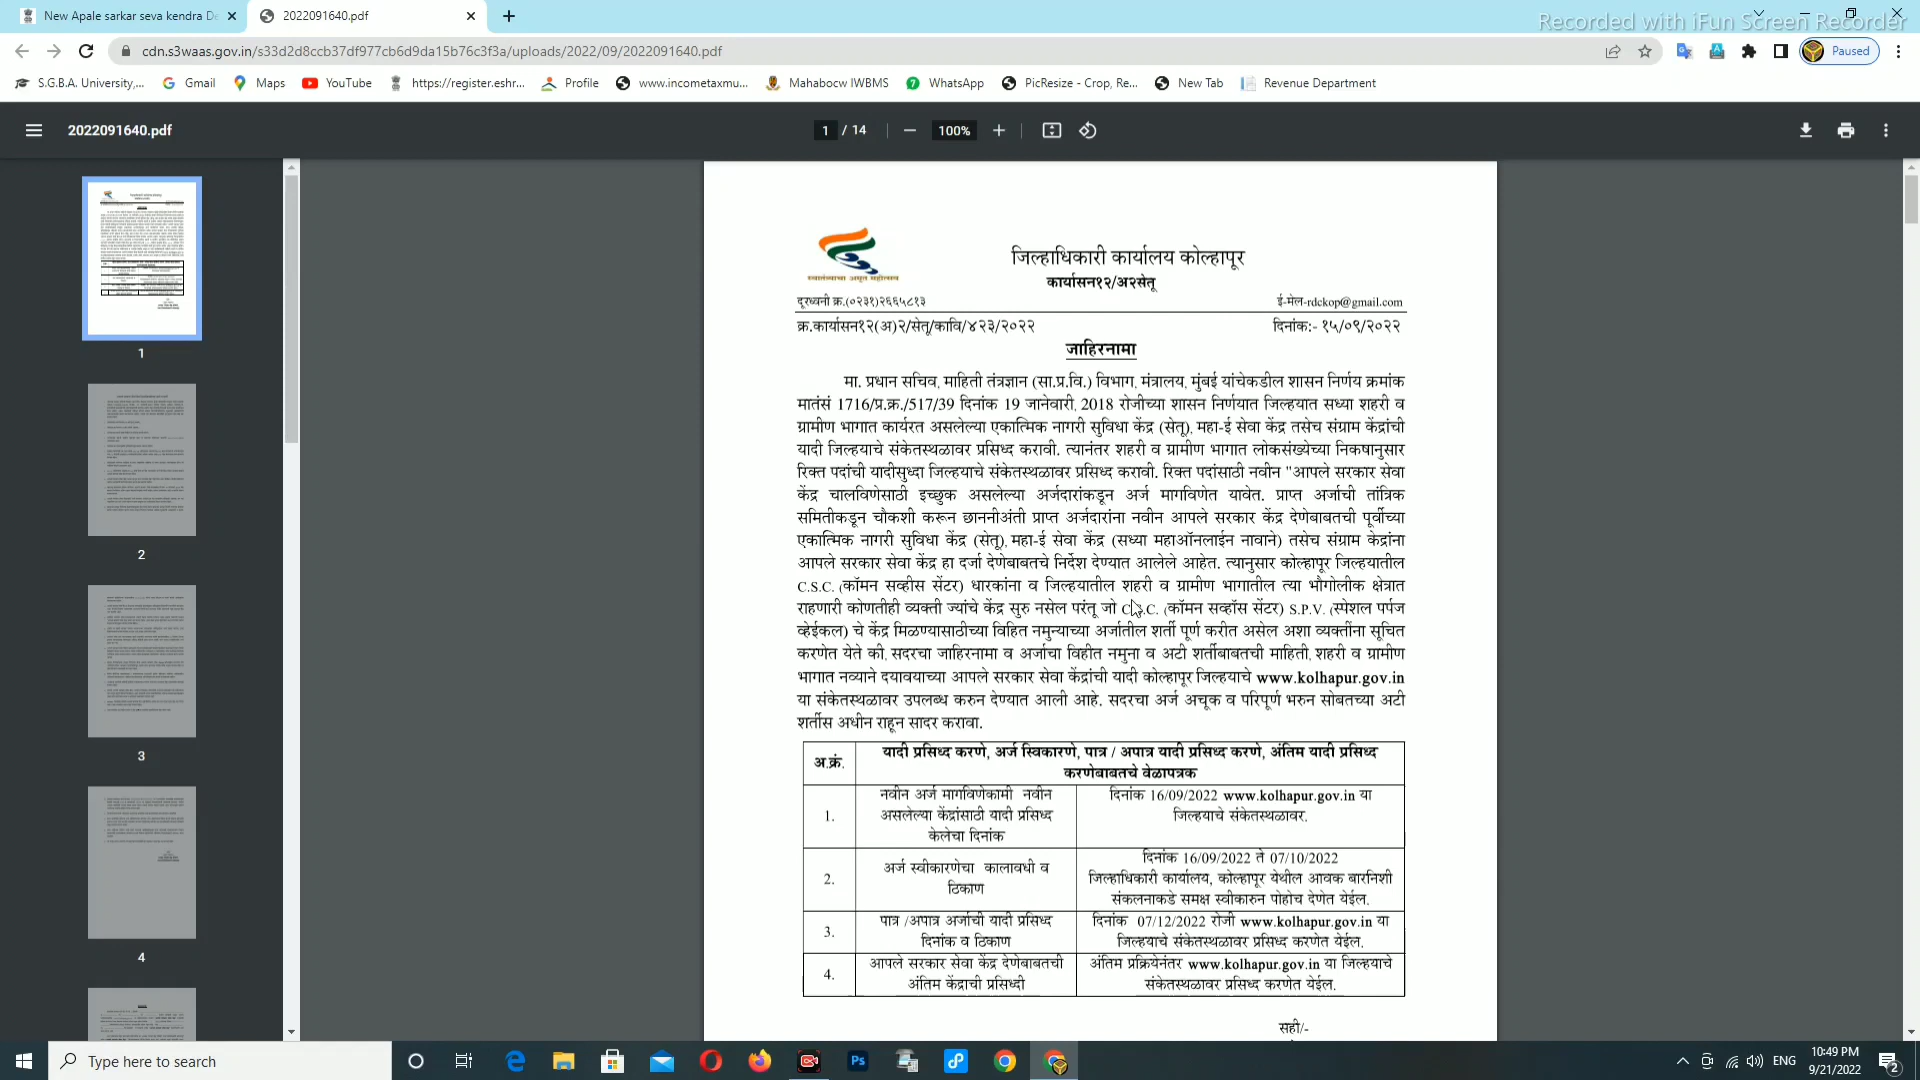 New Apale sarkar seva kendra De
2022091640.pdf
Recorded with iFun Screen Recorder
cdn.s3waas.gov.in/s33d2d8ccb37df977cb6d9da15b76c3f3a/uploads/2022/09/2022091640.pdf
Paused
S.G.B.A. University,...
Gmail
Maps
YouTube
https://register.eshr...
Profile
www.incometaxmu...
Mahabocw IWBMS
WhatsApp
PicResize - Crop, Re...
New Tab
Revenue Department
2022091640.pdf
1 / 14
100%
1
2
3
4
स्वातंत्र्याचा अमृत महोत्सव
जिल्हाधिकारी कार्यालय कोल्हापूर
कार्यासन१२/अ२सेतू
दूरध्वनी क्र.(०२३१)२६६५८१३
ई-मेल-rdckop@gmail.com
क्र.कार्यासन१२(अ)२/सेतू/कावि/४२३/२०२२
दिनांक:- १५/०९/२०२२
जाहिरनामा
मा. प्रधान सचिव, माहिती तंत्रज्ञान (सा.प्र.वि.) विभाग, मंत्रालय, मुंबई यांचेकडील शासन निर्णय क्रमांक
मातंसं 1716/प्र.क्र./517/39 दिनांक 19 जानेवारी, 2018 रोजीच्या शासन निर्णयात जिल्हयात सध्या शहरी व
ग्रामीण भागात कार्यरत असलेल्या एकात्मिक नागरी सुविधा केंद्र (सेतू), महा-ई सेवा केंद्र तसेच संग्राम केंद्रांची
यादी जिल्हयाचे संकेतस्थळावर प्रसिध्द करावी. त्यानंतर शहरी व ग्रामीण भागात लोकसंख्येच्या निकषानुसार
रिक्त पदांची यादीसुध्दा जिल्हयाचे संकेतस्थळावर प्रसिध्द करावी. रिक्त पदांसाठी नवीन "आपले सरकार सेवा
केंद्र चालविणेसाठी इच्छुक असलेल्या अर्जदारांकडून अर्ज मागविणेत यावेत. प्राप्त अर्जाची तांत्रिक
समितीकडून चौकशी करून छाननीअंती प्राप्त अर्जदारांना नवीन आपले सरकार केंद्र देणेबाबतची पूर्वीच्या
एकात्मिक नागरी सुविधा केंद्र (सेतू), महा-ई सेवा केंद्र (सध्या महाऑनलाईन नावाने) तसेच संग्राम केद्रांना
आपले सरकार सेवा केंद्र हा दर्जा देणेबाबतचे निर्देश देण्यात आलेले आहेत. त्यानुसार कोल्हापूर जिल्हयातील
C.S.C. (कॉमन सर्व्हीस सेंटर) धारकांना व जिल्हयातील शहरी व ग्रामीण भागातील त्या भौगोलीक क्षेत्रात
राहणारी कोणतीही व्यक्ती ज्यांचे केंद्र सुरु नसेल परंतू जो C.S.C. (कॉमन सर्व्हॉस सेंटर) S.P.V. (स्पेशल पर्पज
व्हेईकल) चे केंद्र मिळण्यासाठीच्या विहित नमुन्याच्या अर्जातील शर्ती पूर्ण करीत असेल अशा व्यक्तींना सूचित
करणेत येते की, सदरचा जाहिरनामा व अर्जाचा विहीत नमुना व अटी शर्तीबाबतची माहिती, शहरी व ग्रामीण
भागात नव्याने दयावयाच्या आपले सरकार सेवा केंद्रांची यादी कोल्हापूर जिल्हयाचे www.kolhapur.gov.in
या संकेतस्थळावर उपलब्ध करुन देण्यात आली आहे. सदरचा अर्ज अचूक व परिपूर्ण भरुन सोबतच्या अटी
शर्तीस अधीन राहून सादर करावा.
अ.क्रं. यादी प्रसिध्द करणे, अर्ज स्विकारणे, पात्र / अपात्र यादी प्रसिध्द करणे, अंतिम यादी प्रसिध्द
करणेबाबतचे वेळापत्रक
1. नवीन अर्ज मागविणेकामी नवीन
असलेल्या केंद्रांसाठी यादी प्रसिध्द
केलेचा दिनांक
दिनांक 16/09/2022 www.kolhapur.gov.in या
जिल्हयाचे संकेतस्थळावर.
2. अर्ज स्वीकारणेचा कालावधी व
ठिकाण
दिनांक 16/09/2022 ते 07/10/2022
जिल्हाधिकारी कार्यालय, कोल्हापूर येथील आवक बारनिशी
संकलनाकडे समक्ष स्वीकारुन पोहोच देणेत येईल.
3. पात्र /अपात्र अर्जाची यादी प्रसिध्द
दिनांक व ठिकाण
दिनांक 07/12/2022 रोजी www.kolhapur.gov.in या
जिल्हयाचे संकेतस्थळावर प्रसिध्द करणेत येईल.
4. आपले सरकार सेवा केंद्र देणेबाबतची
अंतिम केंद्राची प्रसिध्दी
अंतिम प्रक्रियेनंतर www.kolhapur.gov.in या जिल्हयाचे
संकेतस्थळावर प्रसिध्द करणेत येईल.
सही/-
Type here to search
ENG
10:49 PM
9/21/2022
2